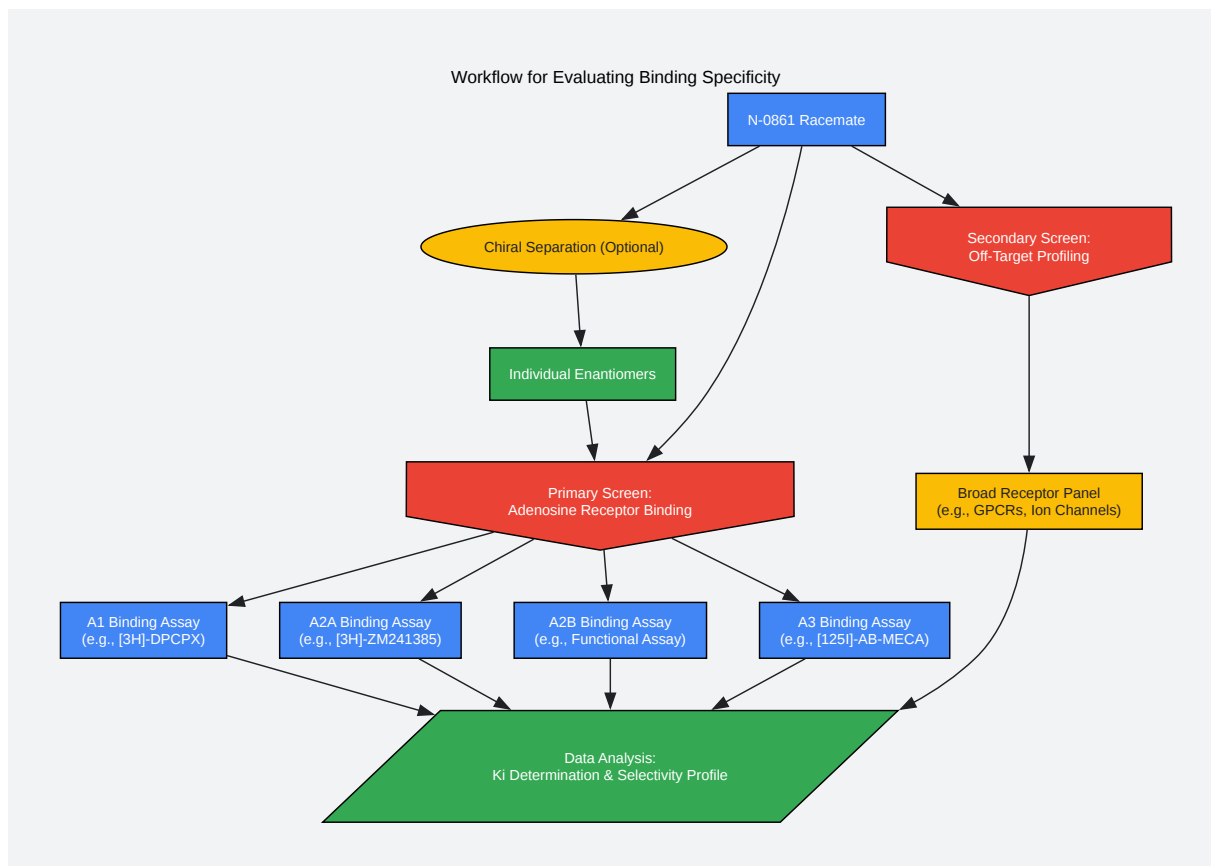 Workflow for Evaluating Binding Specificity
N-0861 Racemate
Chiral Separation (Optional)
Secondary Screen:
Off-Target Profiling
Individual Enantiomers
Primary Screen:
Adenosine Receptor Binding
Broad Receptor Panel
(e.g., GPCRs, Ion Channels)
A1 Binding Assay
(e.g., [3H]-DPCPX)
A2A Binding Assay
(e.g., [3H]-ZM241385)
A2B Binding Assay
(e.g., Functional Assay)
A3 Binding Assay
(e.g., [125I]-AB-MECA)
Data Analysis:
Ki Determination & Selectivity Profile